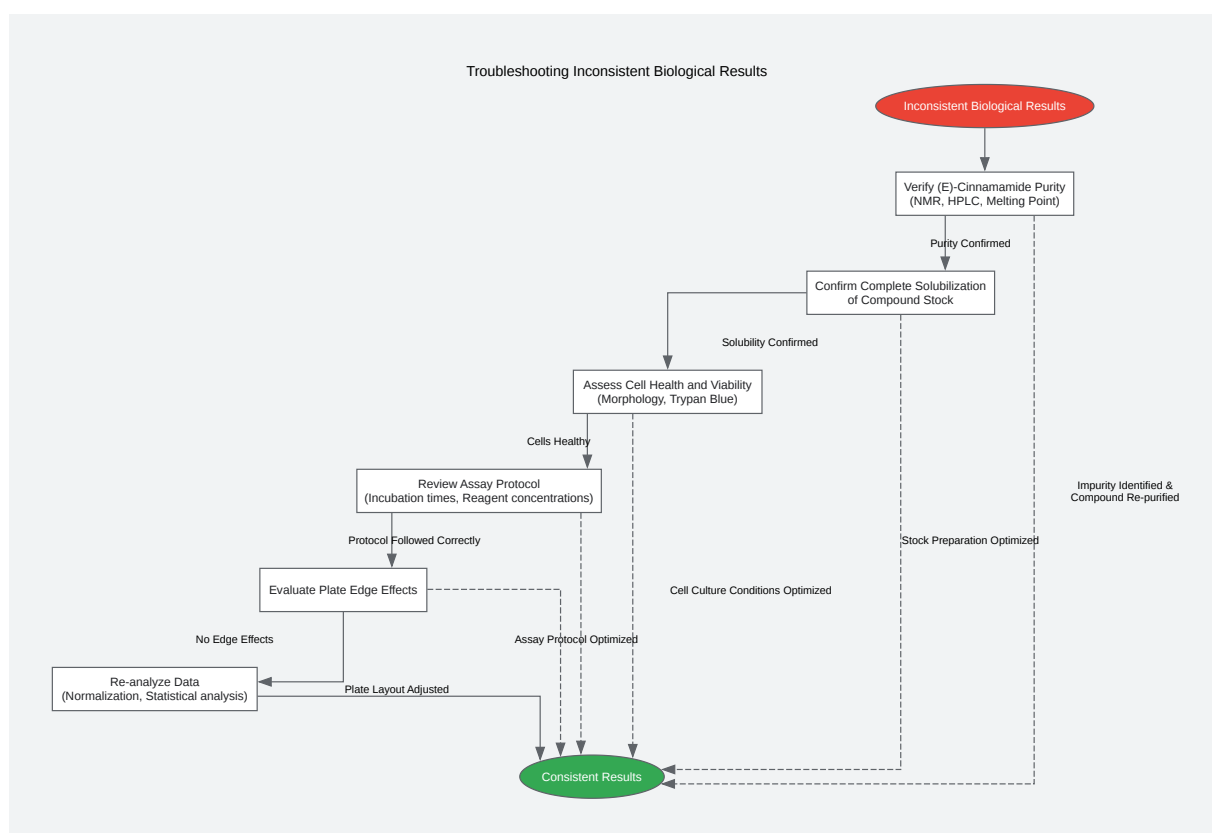 Troubleshooting Inconsistent Biological Results
Inconsistent Biological Results
Verify (E)-Cinnamamide Purity
(NMR, HPLC, Melting Point)
Purity Confirmed
Confirm Complete Solubilization
of Compound Stock
Solubility Confirmed
Assess Cell Health and Viability
(Morphology, Trypan Blue)
Cells Healthy
Review Assay Protocol
(Incubation times, Reagent concentrations)
Impurity Identified &
Compound Re-purified
Protocol Followed Correctly
Stock Preparation Optimized
Evaluate Plate Edge Effects
Cell Culture Conditions Optimized
No Edge Effects
Assay Protocol Optimized
Re-analyze Data
(Normalization, Statistical analysis)
Plate Layout Adjusted
Consistent Results